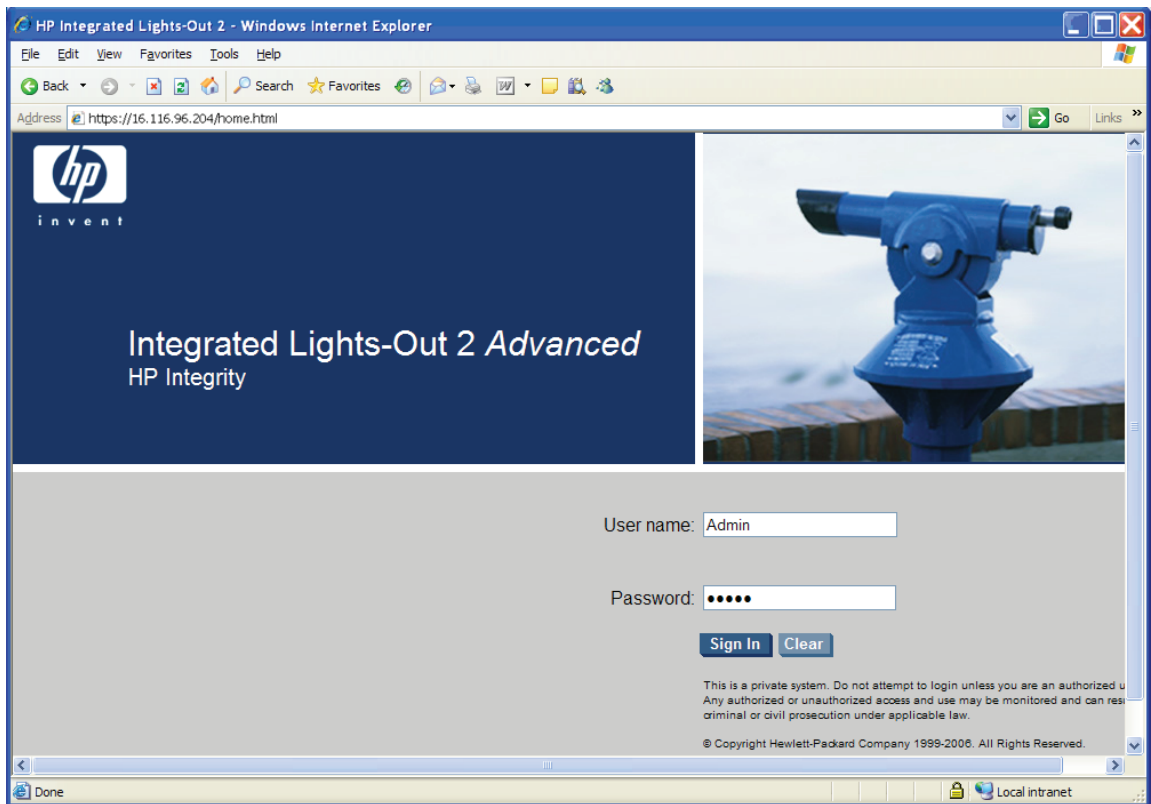 HP Integrated Lights-Out 2 - Windows Internet Explorer
File Edit View Favorites Tools Help
Back Search Favorites
Address https://16.116.96.204/home.html Go Links »
hp
invent
Integrated Lights-Out 2 Advanced
HP Integrity
User name: Admin
Password: •••••
Sign In Clear
This is a private system. Do not attempt to login unless you are an authorized u
Any authorized or unauthorized access and use may be monitored and can res
criminal or civil prosecution under applicable law.
© Copyright Hewlett-Packard Company 1999-2006. All Rights Reserved.
Done Local intranet